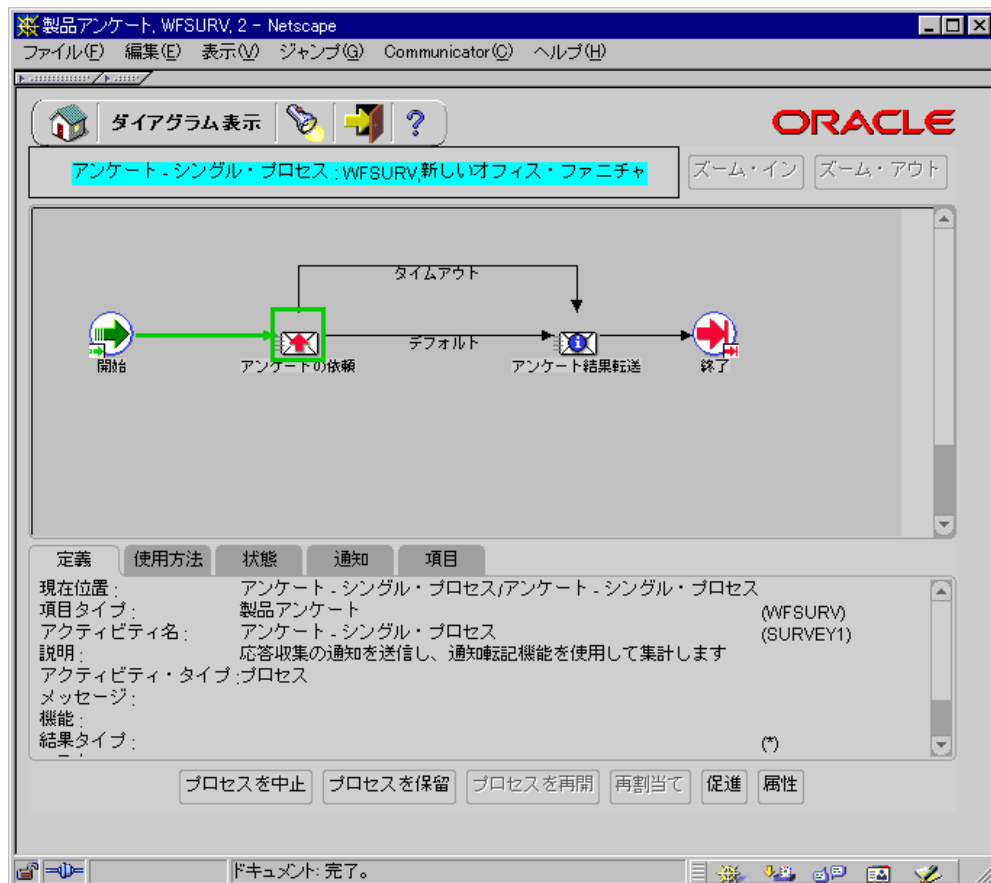 製品アンケート, WFSURV, 2 - Netscape
ファイル(F) 編集(E) 表示(V) ジャンプ(G) Communicator(C) ヘルプ(H)
ダイアグラム表示 ?
ORACLE
アンケート - シングル・プロセス : WFSURV,新しいオフィス・ファニチャ
ズーム・イン ズーム・アウト
タイムアウト
デフォルト
開始 アンケートの依頼 アンケート結果転送 終了
定義 使用方法 状態 通知 項目
現在位置 : アンケート - シングル・プロセス/アンケート - シングル・プロセス
項目タイプ : 製品アンケート (WFSURV)
アクティビティ名 : アンケート - シングル・プロセス (SURVEY1)
説明 : 応答収集の通知を送信し、通知転記機能を使用して集計します
アクティビティ・タイプ :プロセス
メッセージ :
機能 :
結果タイプ : (*)
プロセスを中止 プロセスを保留 プロセスを再開 再割当て 促進 属性
ドキュメント: 完了。